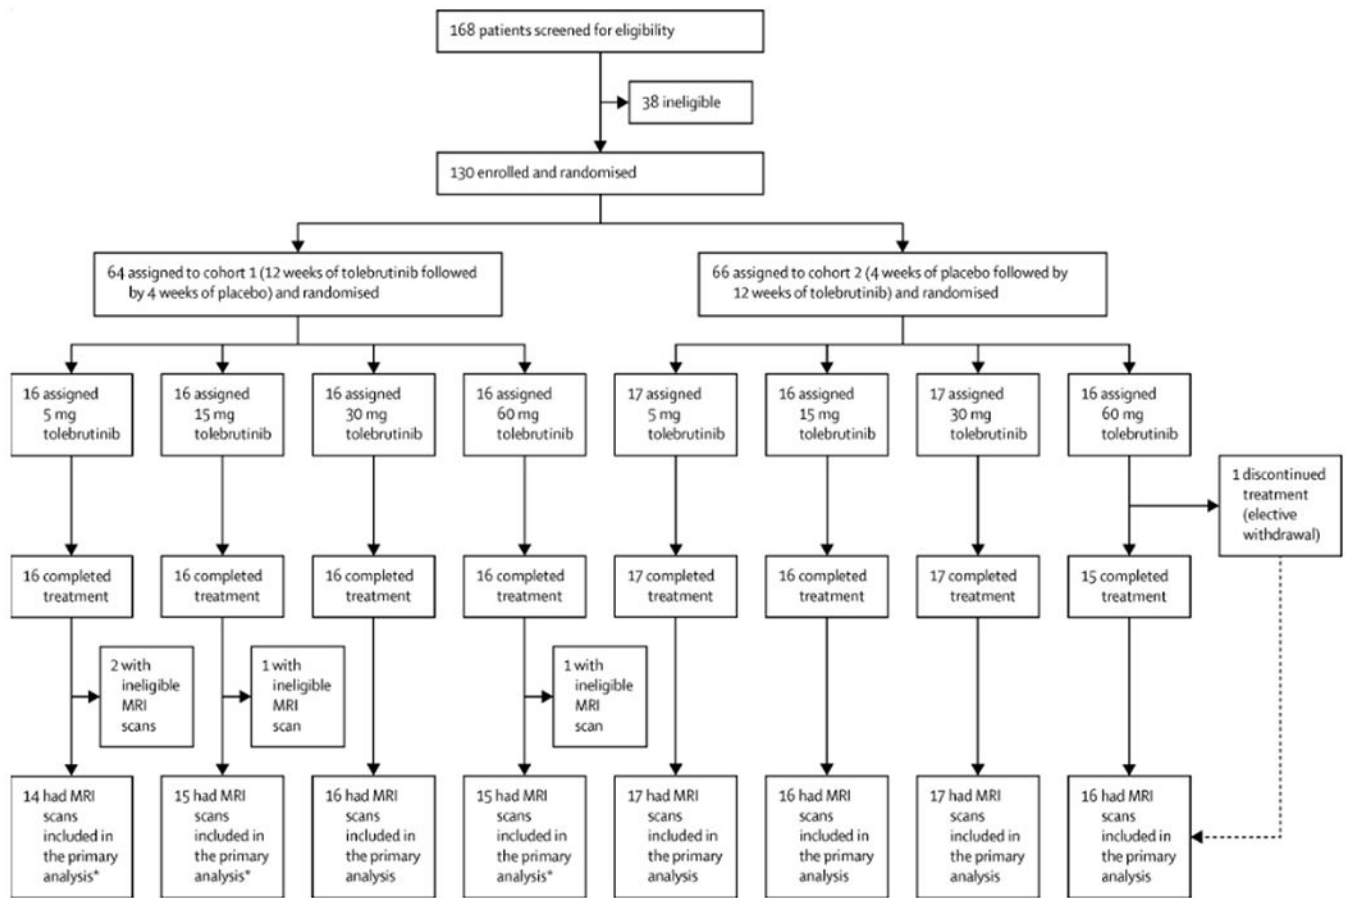 168 patients screened for eligibility
38 ineligible
130 enrolled and randomised
64 assigned to cohort 1 (12 weeks of tolebrutinib followed
by 4 weeks of placebo) and randomised
66 assigned to cohort 2 (4 weeks of placebo followed by
12 weeks of tolebrutinib) and randomised
16 assigned
5 mg
tolebrutinib
16 assigned
15 mg
tolebrutinib
16 assigned
30 mg
tolebrutinib
16 assigned
60 mg
tolebrutinib
17 assigned
5 mg
tolebrutinib
16 assigned
15 mg
tolebrutinib
17 assigned
30 mg
tolebrutinib
16 assigned
60 mg
tolebrutinib
1 discontinued
treatment
(elective
withdrawal)
16 completed
treatment
16 completed
treatment
16 completed
treatment
16 completed
treatment
17 completed
treatment
16 completed
treatment
17 completed
treatment
15 completed
treatment
2 with
ineligible
MRI
scans
1 with
ineligible
MRI
scan
1 with
ineligible
MRI
scan
14 had MRI
scans
included in
the primary
analysis*
15 had MRI
scans
included in
the primary
analysis*
16 had MRI
scans
included in
the primary
analysis
15 had MRI
scans
included in
the primary
analysis*
17 had MRI
scans
included in
the primary
analysis
16 had MRI
scans
included in
the primary
analysis
17 had MRI
scans
included in
the primary
analysis
16 had MRI
scans
included in
the primary
analysis